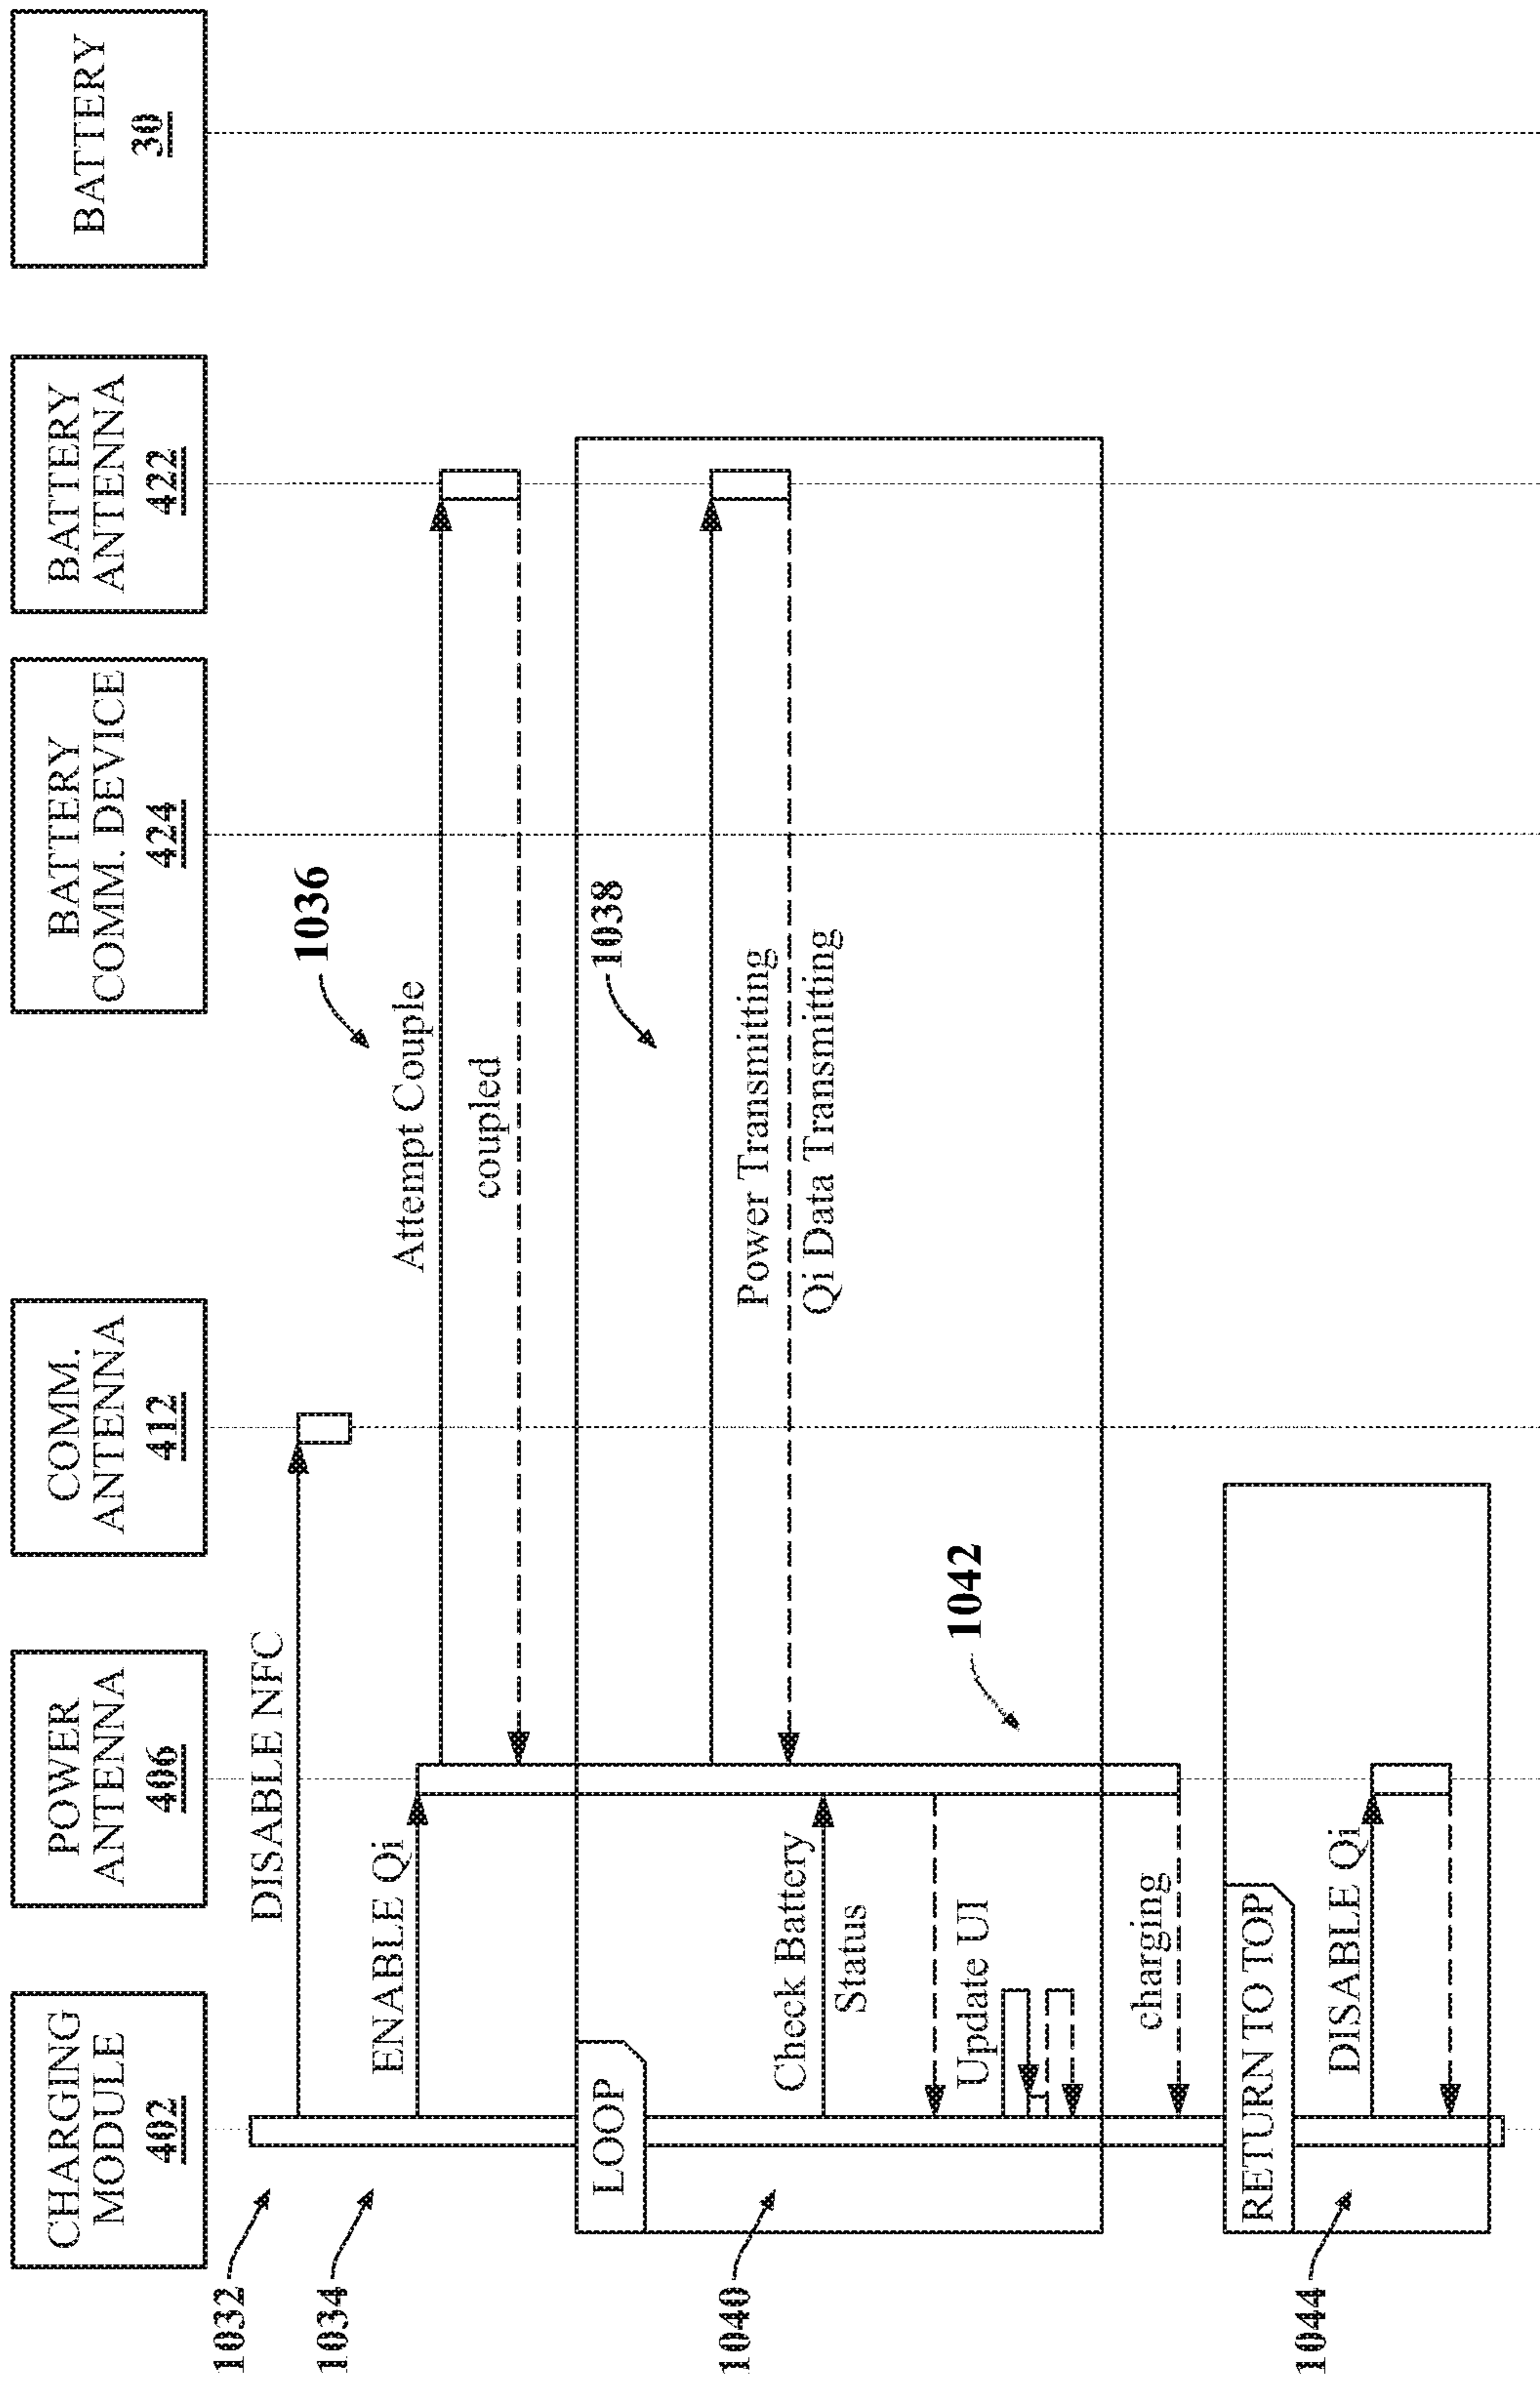 CHARGING
MODULE
402
POWER
ANTENNA
406
COMM.
ANTENNA
412
BATTERY
COMM. DEVICE
424
BATTERY
ANTENNA
422
BATTERY
30
1032
DISABLE NFC
1034
ENABLE Qi
1036
Attempt Couple
coupled
LOOP
1038
Power Transmitting
Qi Data Transmitting
1040
Check Battery
Status
1042
Update UI
charging
RETURN TO TOP
1044
DISABLE Qi